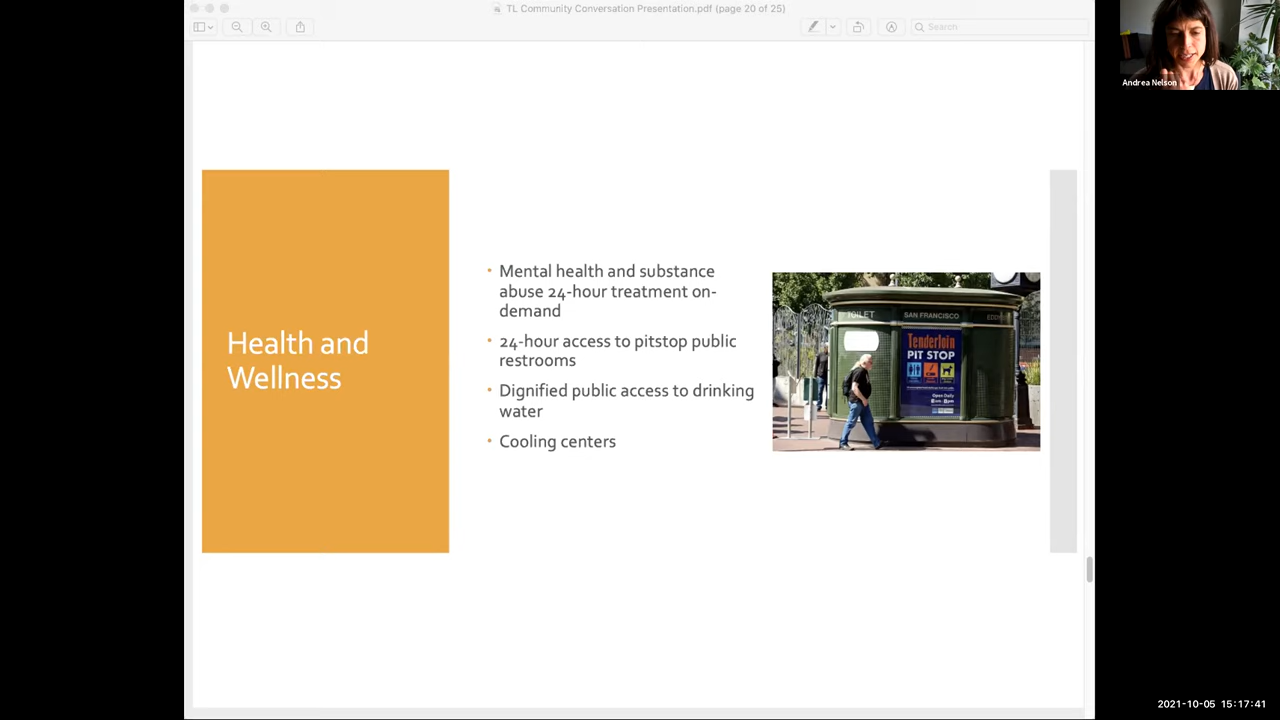 TL Community Conversation Presentation.pdf (page 20 of 25)
Search
Andrea Nelson
Health and
Wellness
• Mental health and substance
abuse 24-hour treatment on-
demand
• 24-hour access to pitstop public
restrooms
• Dignified public access to drinking
water
• Cooling centers
TOILET
SAN FRANCISCO
Tenderloin
PIT STOP
Open Daily
2021-10-05 15:17:41